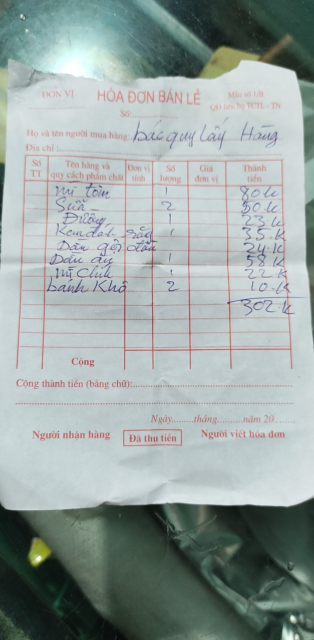 ĐƠN VỊ HÓA ĐƠN BÁN LẺ Mẫu số 1/B
Số:
Họ và tên người mua hàng: bác quy lấy Hàng
Địa chỉ:
Số TT Tên hàng và quy cách phẩm chất Đơn vị tính Số lượng Giá đơn vị Thành tiền
mì tôm 1 80k
Sữa 2 50k
Đường 1 23k
Kem đánh răng 1 35k
Dầu gội đầu 24k
Dầu ăn 1 58k
mì chính 1 22k
bánh Khô 2 10k
302k
Cộng
Cộng thành tiền (bằng chữ):
Ngày tháng năm 20
Người nhận hàng Đã thu tiền Người viết hóa đơn